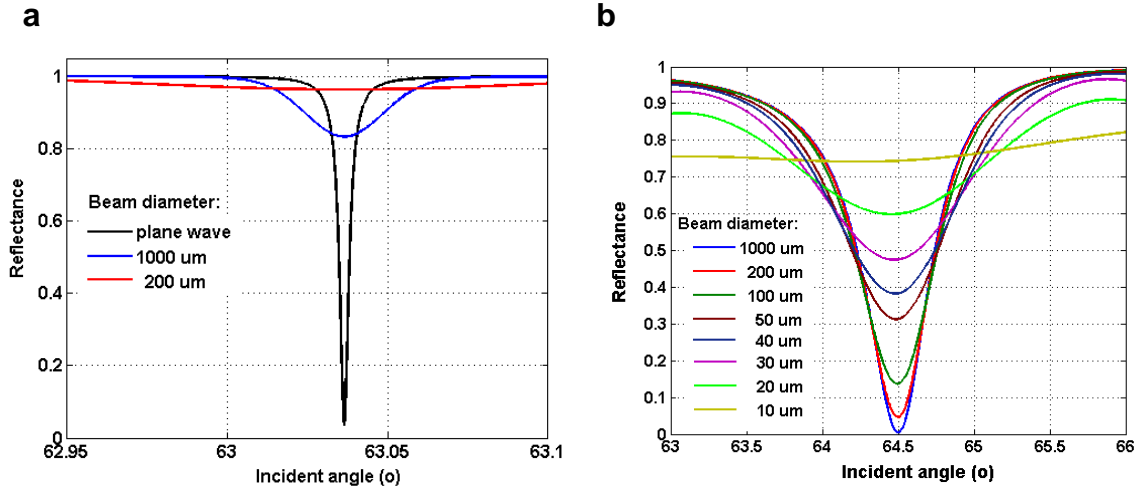 a
1
0.8
0.6
0.4
0.2
0
Reflectance
Beam diameter:
plane wave
1000 um
200 um
62.95
63
63.05
63.1
Incident angle (o)
b
1
0.9
0.8
0.7
0.6
0.5
0.4
0.3
0.2
0.1
0
Reflectance
Beam diameter:
1000 um
200 um
100 um
50 um
40 um
30 um
20 um
10 um
63
63.5
64
64.5
65
65.5
66
Incident angle (o)